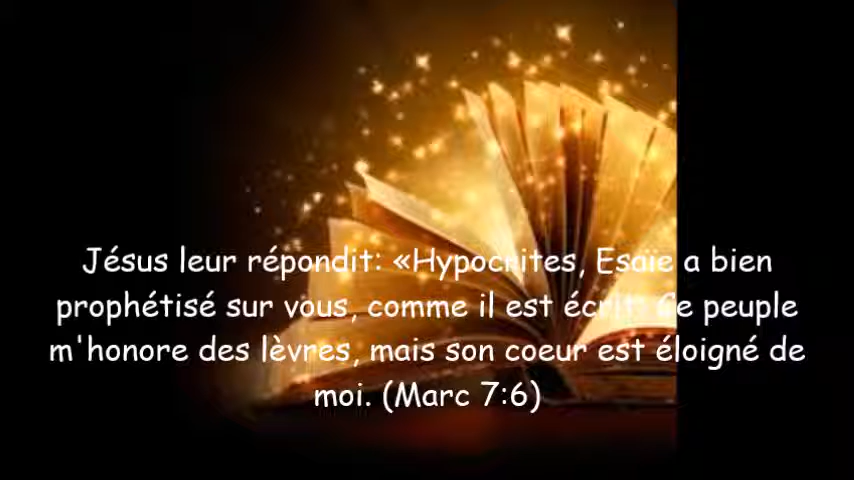 Jésus leur répondit: «Hypocrites, Esaïe a bien
prophétisé sur vous, comme il est écrit: Ce peuple
m'honore des lèvres, mais son coeur est éloigné de
moi. (Marc 7:6)